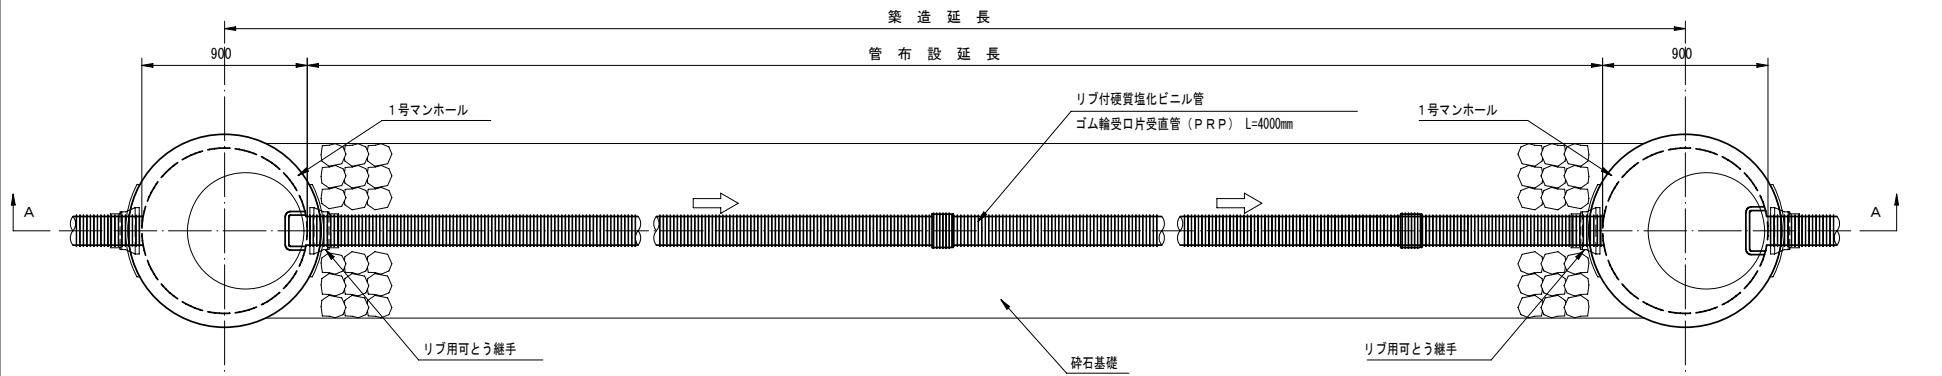 築造延長
900
管布設延長
900
1号マンホール
リブ付硬質塩化ビニル管
ゴム輪受口片受直管（PRP） L=4000mm
1号マンホール
A
A
リブ用可とう継手
リブ用可とう継手
砕石基礎